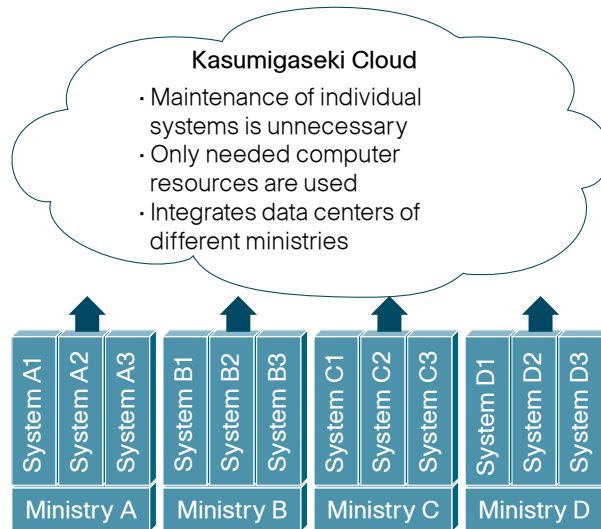 Kasumigaseki Cloud
· Maintenance of individual
systems is unnecessary
· Only needed computer
resources are used
· Integrates data centers of
different ministries
System A1
System A2
System A3
System B1
System B2
System B3
System C1
System C2
System C3
System D1
System D2
System D3
Ministry A
Ministry B
Ministry C
Ministry D